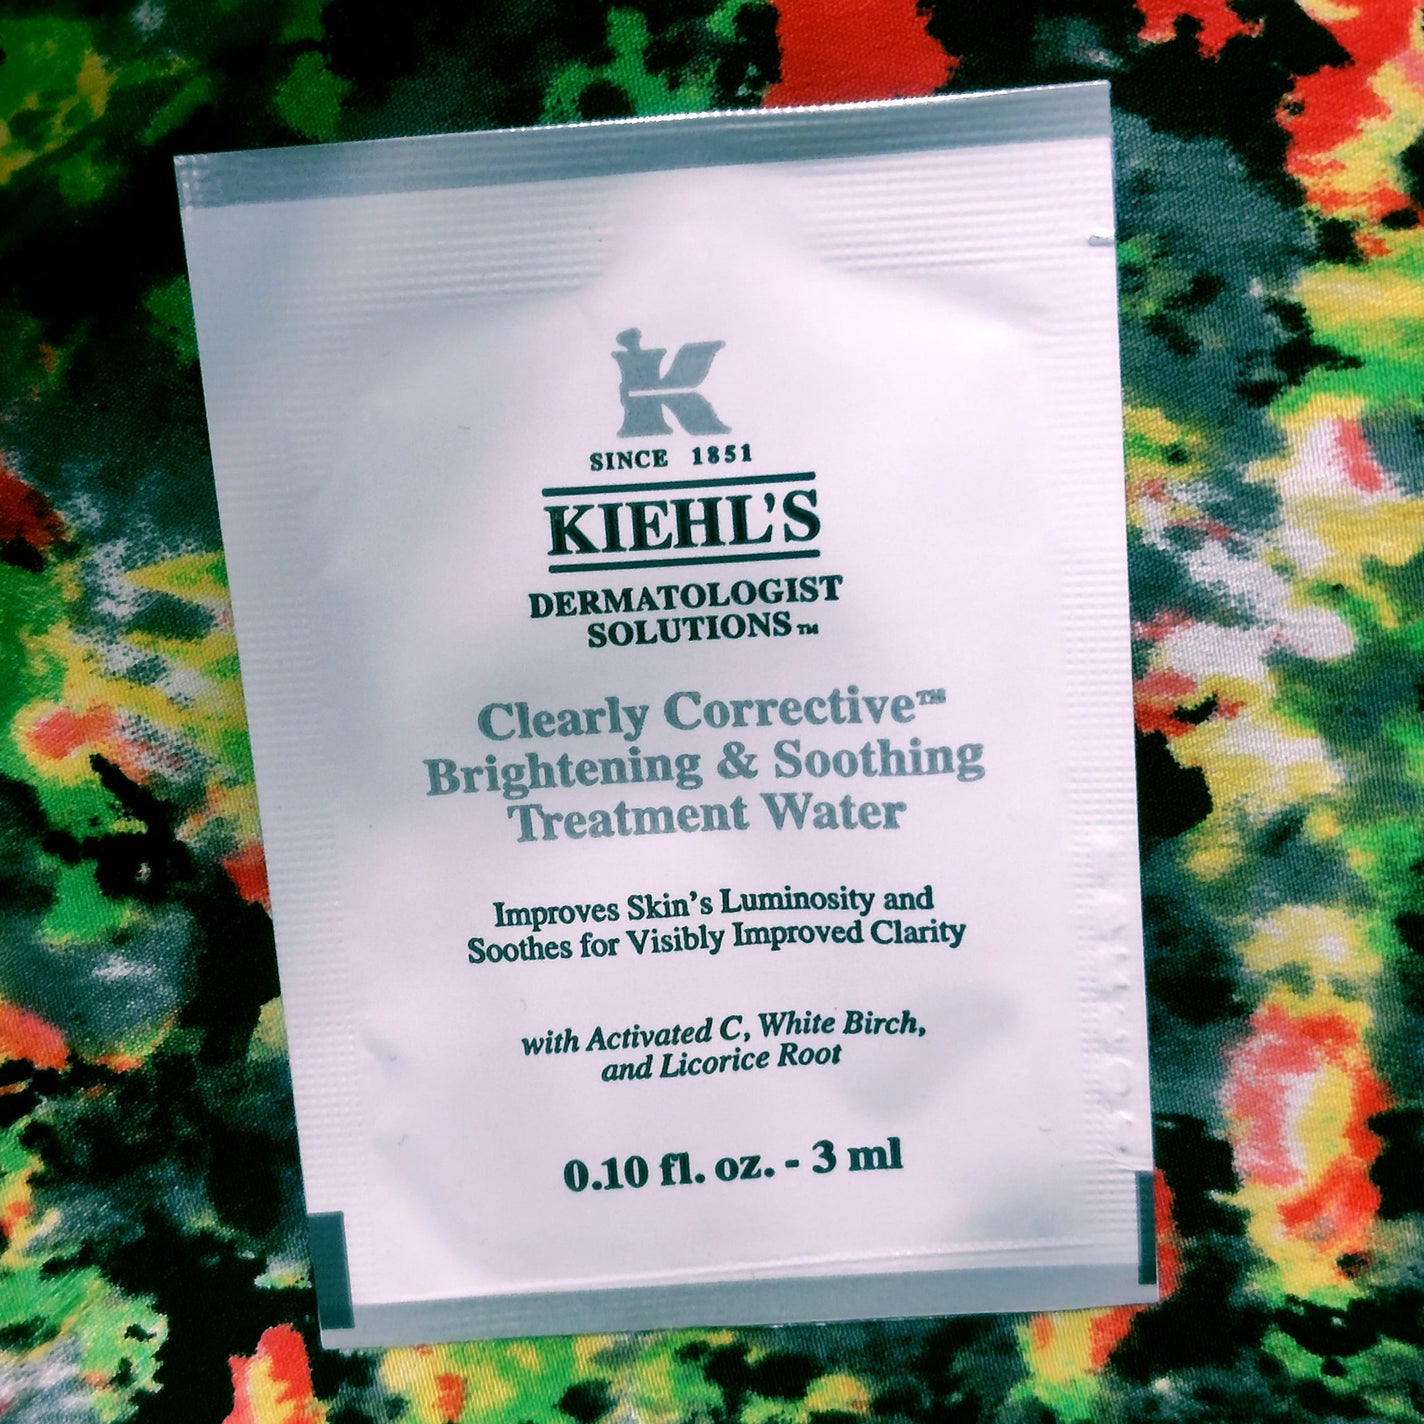 K
SINCE 1851
KIEHL'S
DERMATOLOGIST
SOLUTIONS™
Clearly Corrective™
Brightening & Soothing
Treatment Water
Improves Skin's Luminosity and
Soothes for Visibly Improved Clarity
with Activated C, White Birch,
and Licorice Root
0.10 fl. oz. - 3 ml